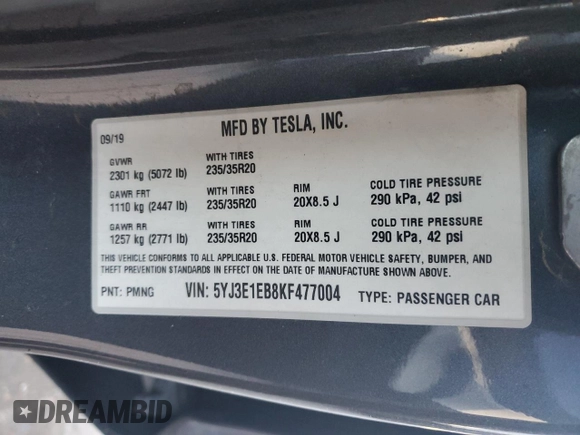 MFD BY TESLA, INC.
09/19
GVWR WITH TIRES
2301 kg (5072 lb) 235/35R20
GAWR FRT WITH TIRES RIM COLD TIRE PRESSURE
1110 kg (2447 lb) 235/35R20 20X8.5 J 290 kPa, 42 psi
GAWR RR WITH TIRES RIM COLD TIRE PRESSURE
1257 kg (2771 lb) 235/35R20 20X8.5 J 290 kPa, 42 psi
THIS VEHICLE CONFORMS TO ALL APPLICABLE U.S. FEDERAL MOTOR VEHICLE SAFETY, BUMPER, AND
THEFT PREVENTION STANDARDS IN EFFECT ON THE DATE OF MANUFACTURE SHOWN ABOVE.
PNT: PMNG VIN: 5YJ3E1EB8KF477004 TYPE: PASSENGER CAR
DREAMBID